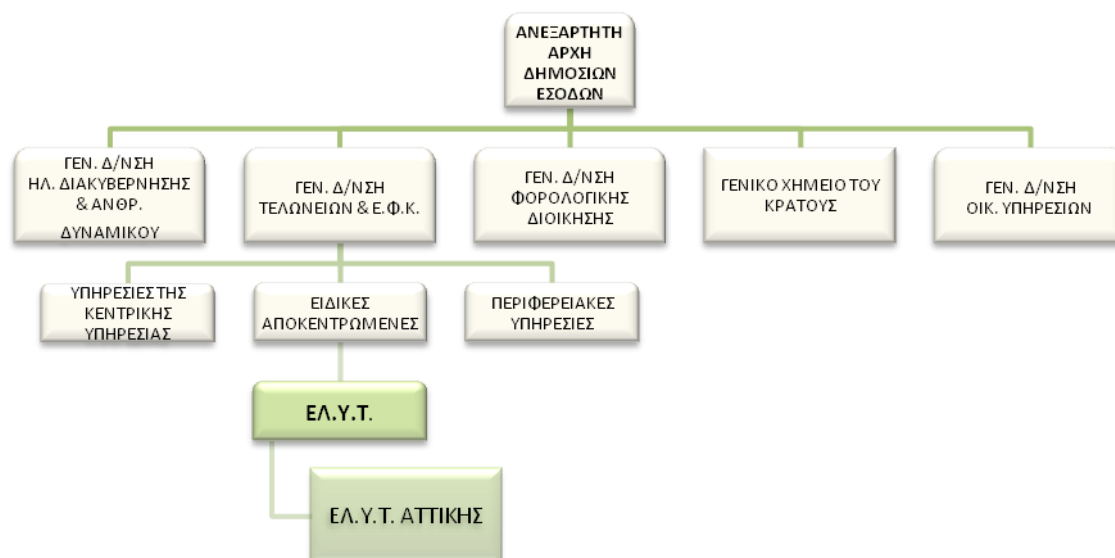 ΑΝΕΞΑΡΤΗΤΗ
ΑΡΧΗ
ΔΗΜΟΣΙΩΝ
ΕΣΟΔΩΝ
ΓΕΝ. Δ/ΝΣΗ
ΗΛ. ΔΙΑΚΥΒΕΡΝΗΣΗΣ
& ΑΝΘΡ.
ΔΥΝΑΜΙΚΟΥ
ΓΕΝ. Δ/ΝΣΗ
ΤΕΛΩΝΕΙΩΝ & Ε.Φ.Κ.
ΓΕΝ. Δ/ΝΣΗ
ΦΟΡΟΛΟΓΙΚΗΣ
ΔΙΟΙΚΗΣΗΣ
ΓΕΝΙΚΟ ΧΗΜΕΙΟ ΤΟΥ
ΚΡΑΤΟΥΣ
ΓΕΝ. Δ/ΝΣΗ
ΟΙΚ. ΥΠΗΡΕΣΙΩΝ
ΥΠΗΡΕΣΙΕΣ ΤΗΣ
ΚΕΝΤΡΙΚΗΣ
ΥΠΗΡΕΣΙΑΣ
ΕΙΔΙΚΕΣ
ΑΠΟΚΕΝΤΡΩΜΕΝΕΣ
ΠΕΡΙΦΕΡΕΙΑΚΕΣ
ΥΠΗΡΕΣΙΕΣ
ΕΛ.Υ.Τ.
ΕΛ.Υ.Τ. ΑΤΤΙΚΗΣ